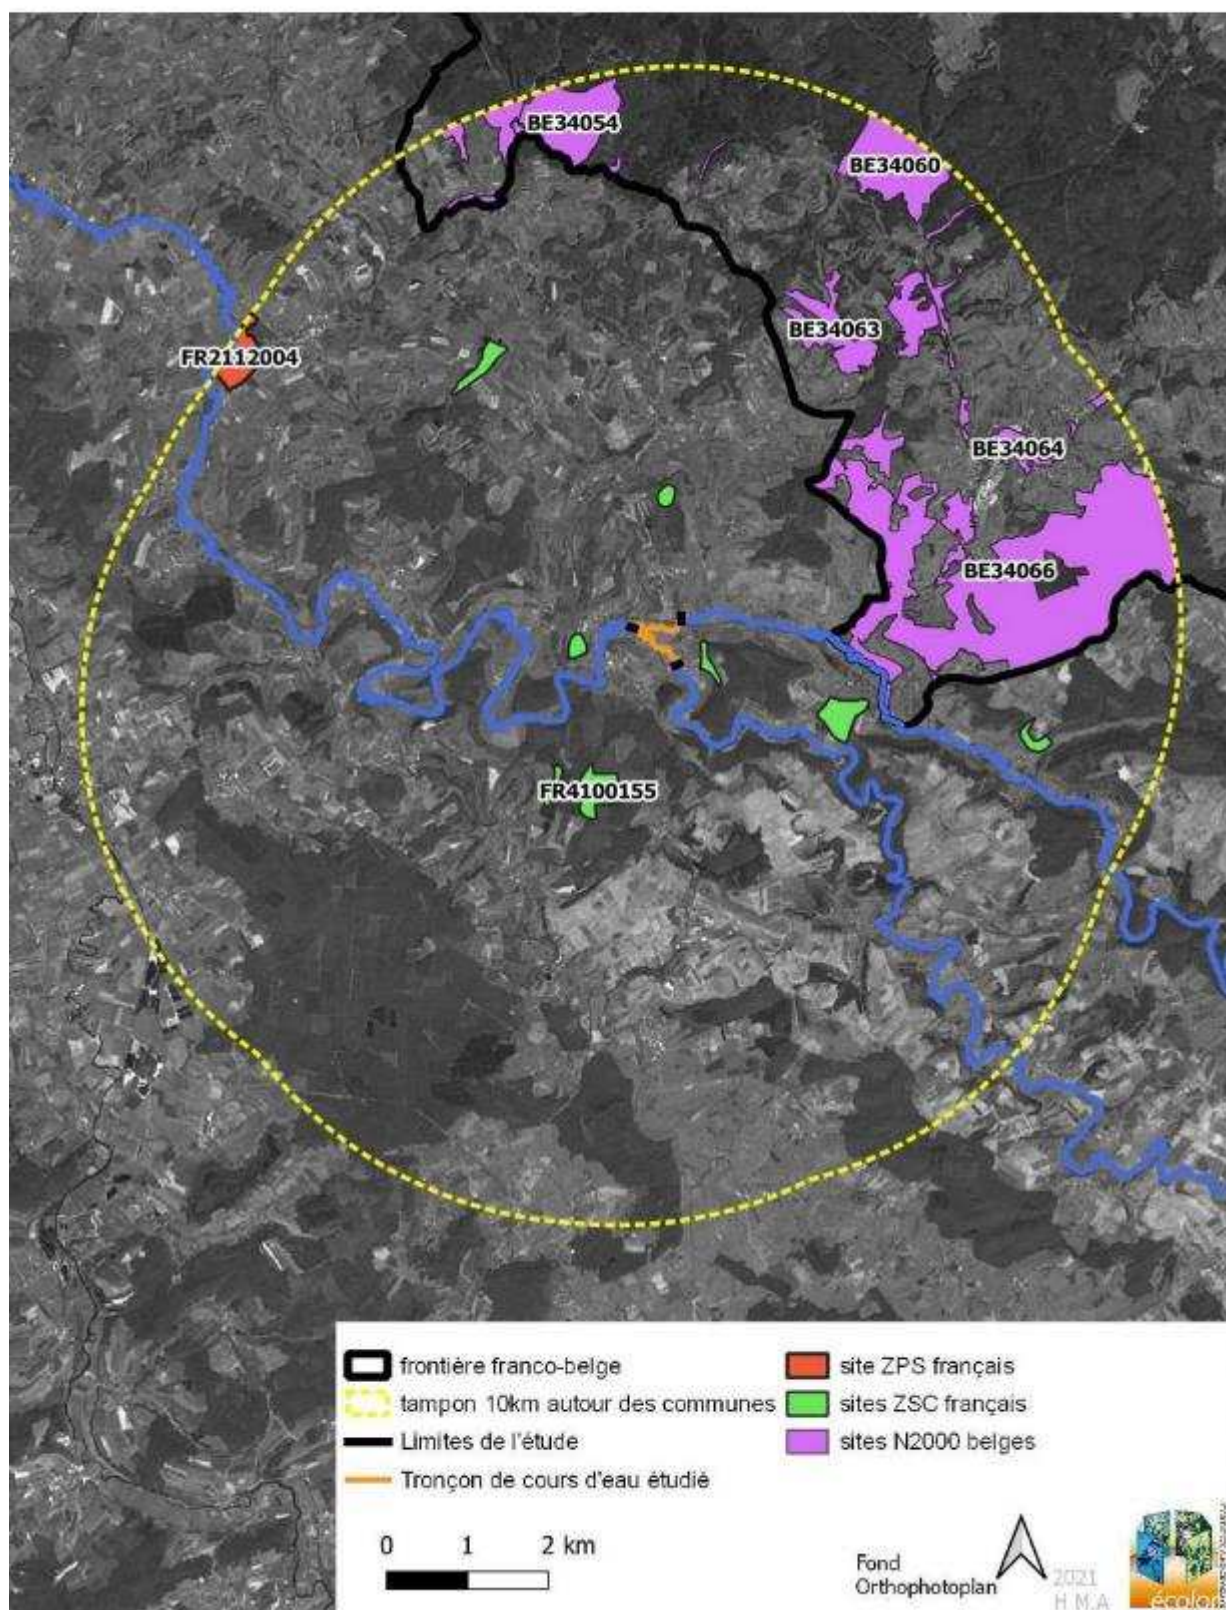 BE34054
BE34060
BE34063
FR2112004
BE34064
BE34066
FR4100155
frontière franco-belge
tampon 10km autour des communes
Limites de l'étude
Tronçon de cours d'eau étudié
site ZPS français
sites ZSC français
sites N2000 belges
0 1 2 km
Fond
Orthophotoplan
2021
H.M.A
écolor